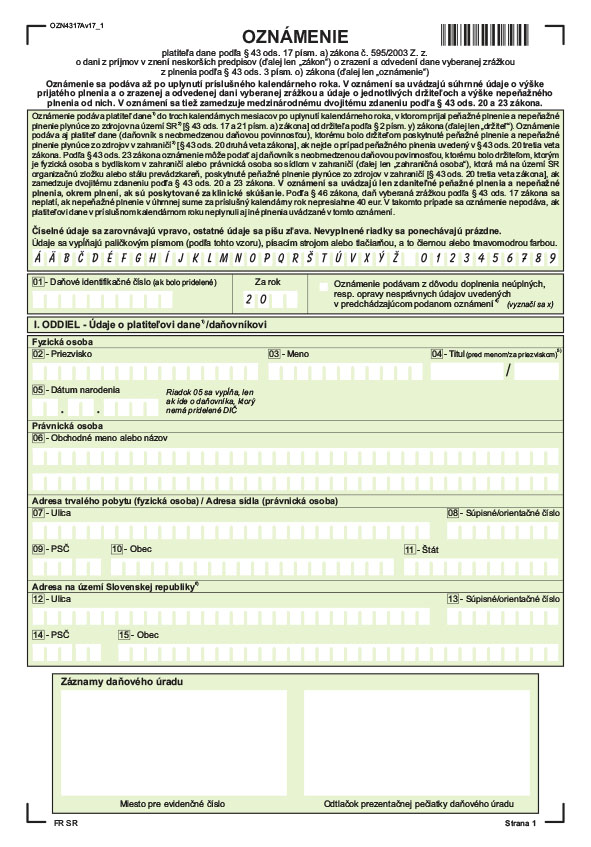 OZN4317Av17_1
OZNÁMENIE
platiteľa dane podľa § 43 ods. 17 písm. a) zákona č. 595/2003 Z. z.
o dani z príjmov v znení neskorších predpisov (ďalej len „zákon“) o zrazení a odvedení dane vyberanej zrážkou
z plnenia podľa § 43 ods. 3 písm. o) zákona (ďalej len „oznámenie“)
Oznámenie sa podáva až po uplynutí príslušného kalendárneho roka. V oznámení sa uvádzajú súhrnné údaje o výške
prijatého plnenia a o zrazenej a odvedenej dani vyberanej zrážkou a údaje o jednotlivých držiteľoch a výške nepeňažného
plnenia od nich. V oznámení sa tiež zamedzuje medzinárodnému dvojitému zdaneniu podľa § 43 ods. 20 a 23 zákona.
Oznámenie podáva platiteľ dane¹⁾ do troch kalendárnych mesiacov po uplynutí kalendárneho roka, v ktorom prijal peňažné plnenie a nepeňažné
plnenie plynúce zo zdrojov na území SR²⁾ [§ 43 ods. 17 a 21 písm. a) zákona] od držiteľa podľa § 2 písm. y) zákona (ďalej len „držiteľ“). Oznámenie
podáva aj platiteľ dane (daňovník s neobmedzenou daňovou povinnosťou), ktorému bolo držiteľom poskytnuté peňažné plnenie a nepeňažné
plnenie plynúce zo zdrojov v zahraničí³⁾ [§ 43 ods. 20 druhá veta zákona], ak nejde o prípad peňažného plnenia uvedený v § 43 ods. 20 tretia veta
zákona. Podľa § 43 ods. 23 zákona oznámenie môže podať aj daňovník s neobmedzenou daňovou povinnosťou, ktorému bolo držiteľom, ktorým
je fyzická osoba s bydliskom v zahraničí alebo právnická osoba so sídlom v zahraničí (ďalej len „zahraničná osoba“), ktorá má na území SR
organizačnú zložku alebo stálu prevádzkareň, poskytnuté peňažné plnenie plynúce zo zdrojov v zahraničí [§ 43 ods. 20 tretia veta zákona], ak
zamedzuje dvojitému zdaneniu podľa § 43 ods. 20 a 23 zákona. V oznámení sa uvádzajú len zdaniteľné peňažné plnenia a nepeňažné
plnenia, okrem plnení, ak sú poskytované za klinické skúšanie. Podľa § 46 zákona, daň vyberaná zrážkou podľa § 43 ods. 17 zákona sa
neplatí, ak nepeňažné plnenie v úhrnnej sume za príslušný kalendárny rok nepresiahne 40 eur. V takomto prípade sa oznámenie nepodáva, ak
platiteľovi dane v príslušnom kalendárnom roku neplynuli aj iné plnenia uvádzané v tomto oznámení.
Číselné údaje sa zarovnávajú vpravo, ostatné údaje sa píšu zľava. Nevyplnené riadky sa ponechávajú prázdne.
Údaje sa vypĺňajú paličkovým písmom (podľa tohto vzoru), písacím strojom alebo tlačiarňou, a to čiernou alebo tmavomodrou farbou.
Á Ä B Č D É F G H Í J K L M N O P Q R Š T Ú V X Ý Ž 0 1 2 3 4 5 6 7 8 9
01 - Daňové identifikačné číslo (ak bolo pridelené)
Za rok
2 0
Oznámenie podávam z dôvodu doplnenia neúplných,
resp. opravy nesprávnych údajov uvedených
v predchádzajúcom podanom oznámení⁴⁾ (vyznačí sa x)
I. ODDIEL - Údaje o platiteľovi dane¹⁾/daňovníkovi
Fyzická osoba
02 - Priezvisko
03 - Meno
04 - Titul (pred menom/za priezviskom)⁵⁾
/
05 - Dátum narodenia
. .
Riadok 05 sa vypĺňa, len
ak ide o daňovníka, ktorý
nemá pridelené DIČ
Právnická osoba
06 - Obchodné meno alebo názov
Adresa trvalého pobytu (fyzická osoba) / Adresa sídla (právnická osoba)
07 - Ulica
08 - Súpisné/orientačné číslo
09 - PSČ
10 - Obec
11 - Štát
Adresa na území Slovenskej republiky⁶⁾
12 - Ulica
13 - Súpisné/orientačné číslo
14 - PSČ
15 - Obec
Záznamy daňového úradu
Miesto pre evidenčné číslo
Odtlačok prezentačnej pečiatky daňového úradu
FR SR
Strana 1